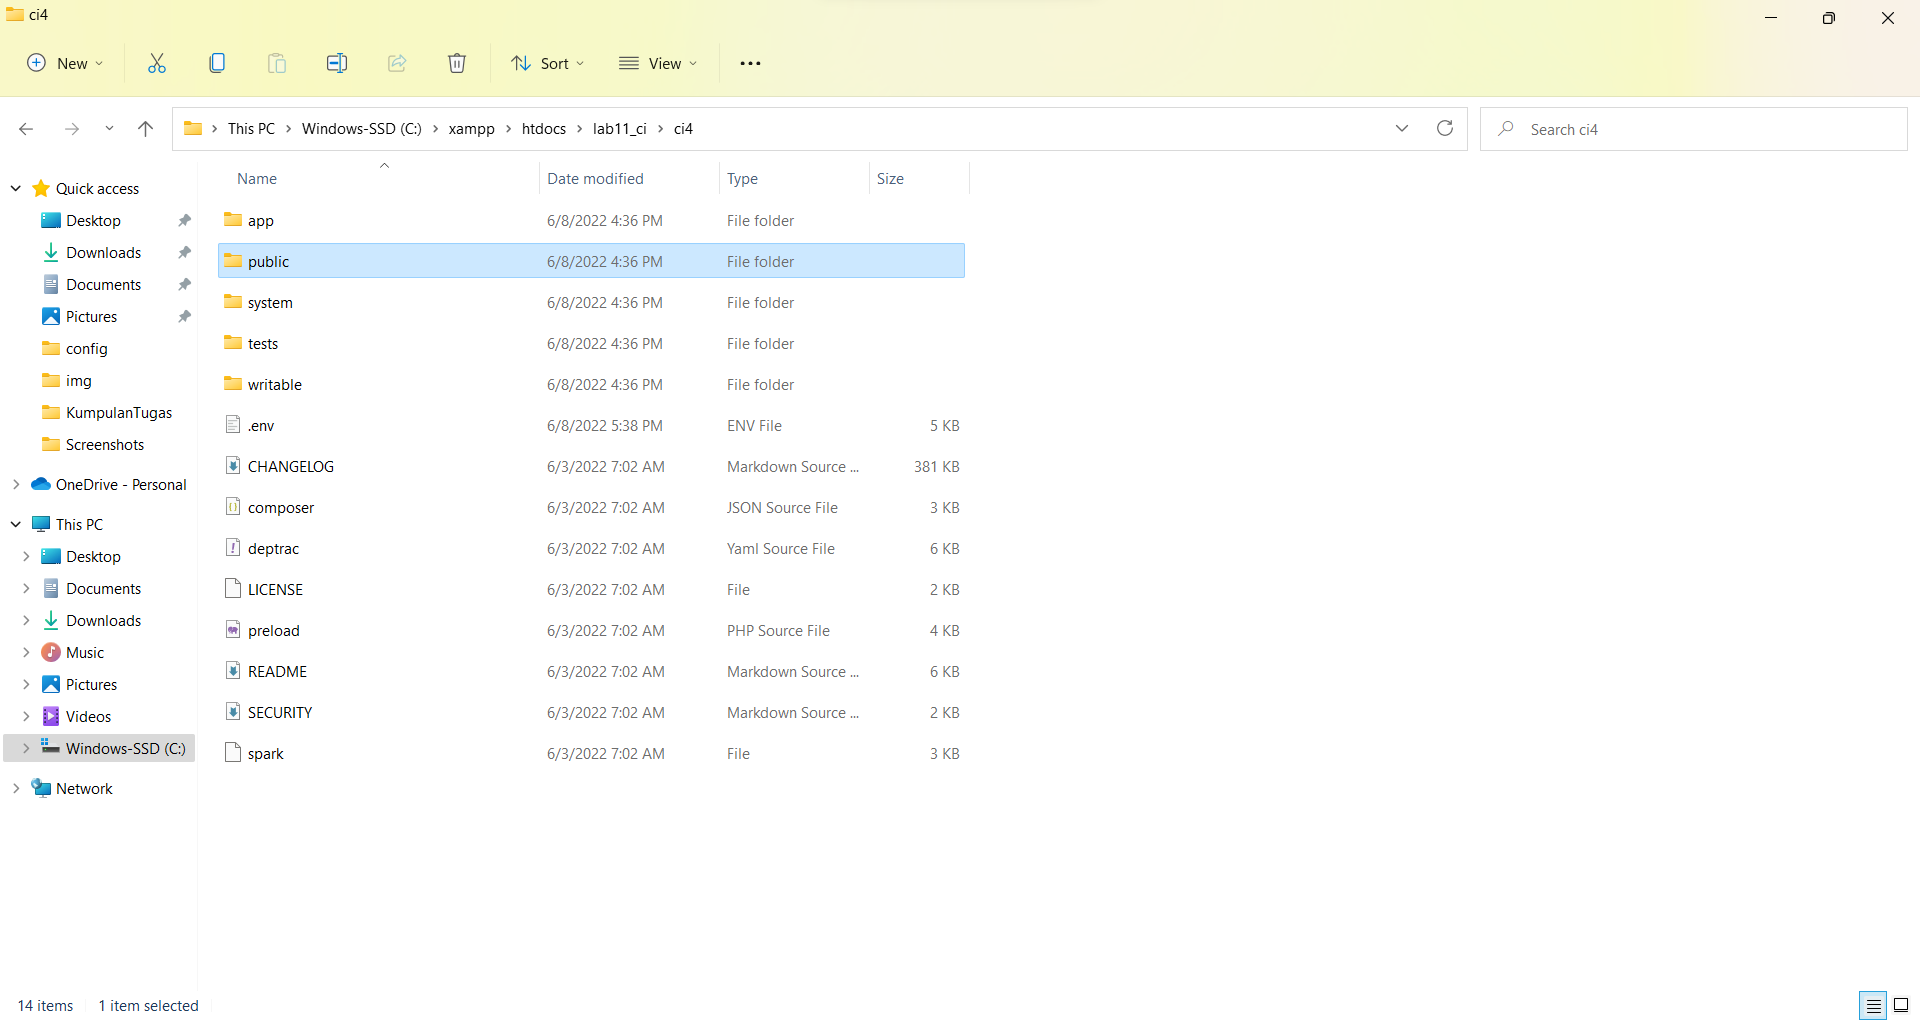 ci4
New
Sort
View
This PC
Windows-SSD (C:)
xampp
htdocs
lab11_ci
ci4
Search ci4
Quick access
Desktop
Downloads
Documents
Pictures
config
img
KumpulanTugas
Screenshots
OneDrive - Personal
This PC
Desktop
Documents
Downloads
Music
Pictures
Videos
Windows-SSD (C:)
Network
Name Date modified Type Size
app 6/8/2022 4:36 PM File folder
public 6/8/2022 4:36 PM File folder
system 6/8/2022 4:36 PM File folder
tests 6/8/2022 4:36 PM File folder
writable 6/8/2022 4:36 PM File folder
.env 6/8/2022 5:38 PM ENV File 5 KB
CHANGELOG 6/3/2022 7:02 AM Markdown Source ... 381 KB
composer 6/3/2022 7:02 AM JSON Source File 3 KB
deptrac 6/3/2022 7:02 AM Yaml Source File 6 KB
LICENSE 6/3/2022 7:02 AM File 2 KB
preload 6/3/2022 7:02 AM PHP Source File 4 KB
README 6/3/2022 7:02 AM Markdown Source ... 6 KB
SECURITY 6/3/2022 7:02 AM Markdown Source ... 2 KB
spark 6/3/2022 7:02 AM File 3 KB
14 items 1 item selected